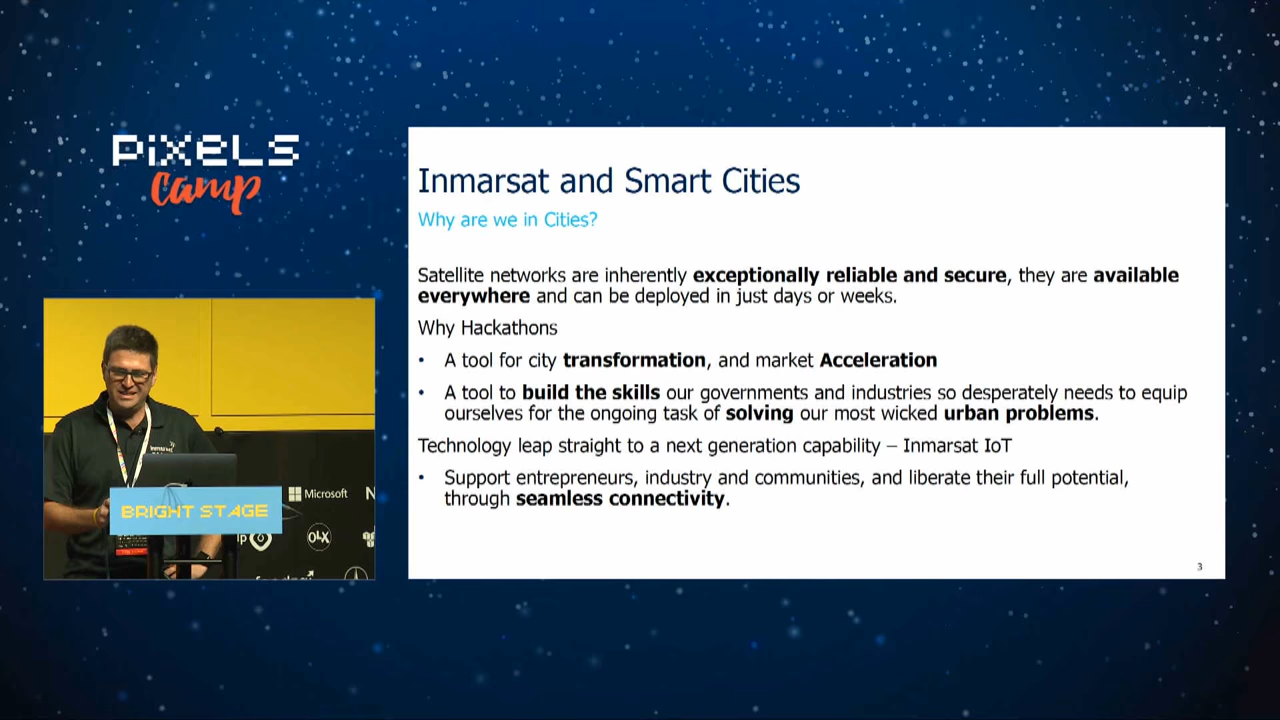 PIXELS
camp
Inmarsat and Smart Cities
Why are we in Cities?
Satellite networks are inherently exceptionally reliable and secure, they are available
everywhere and can be deployed in just days or weeks.
Why Hackathons
• A tool for city transformation, and market Acceleration
• A tool to build the skills our governments and industries so desperately needs to equip
ourselves for the ongoing task of solving our most wicked urban problems.
Technology leap straight to a next generation capability – Inmarsat IoT
• Support entrepreneurs, industry and communities, and liberate their full potential,
through seamless connectivity.
3
inmarsat
Microsoft
N
BRIGHT STAGE
OLX